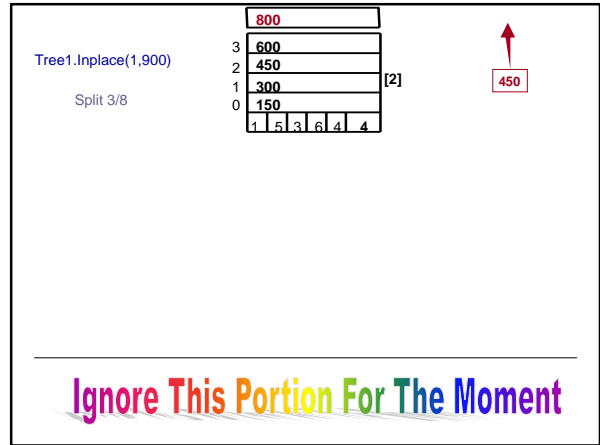 800
Tree1.Inplace(1,900)
3 600
2 450
1 300
0 150
[2]
450
Split 3/8
1 5 3 6 4 4
Ignore This Portion For The Moment